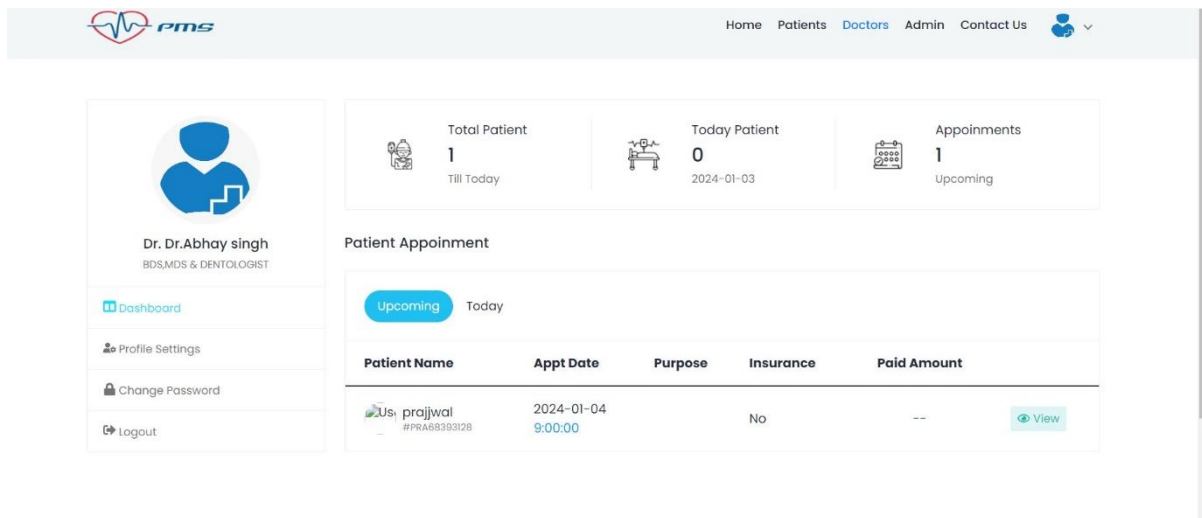 PMS
Home Patients Doctors Admin Contact Us
Total Patient
1
Till Today
Today Patient
0
2024-01-03
Appoinments
1
Upcoming
Dr. Dr.Abhay singh
BDS,MDS & DENTOLOGIST
Dashboard
Profile Settings
Change Password
Logout
Patient Appoinment
Upcoming Today
Patient Name Appt Date Purpose Insurance Paid Amount
Us prajjwal 2024-01-04 No -- View
#PRA68393128 9:00:00